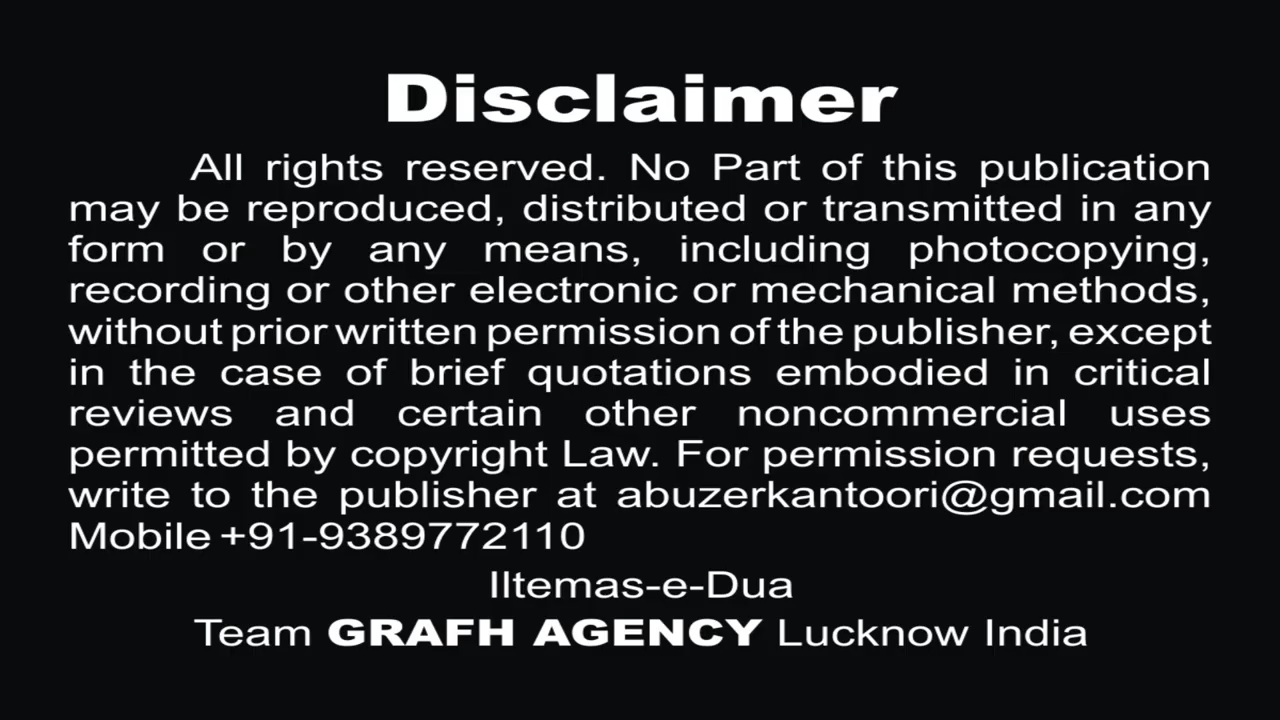 Disclaimer
All rights reserved. No Part of this publication
may be reproduced, distributed or transmitted in any
form or by any means, including photocopying,
recording or other electronic or mechanical methods,
without prior written permission of the publisher, except
in the case of brief quotations embodied in critical
reviews and certain other noncommercial uses
permitted by copyright Law. For permission requests,
write to the publisher at abuzerkantoori@gmail.com
Mobile +91-9389772110
Iltemas-e-Dua
Team GRAFH AGENCY Lucknow India